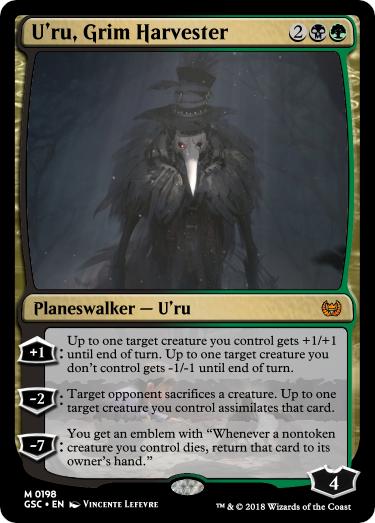 U'ru, Grim Harvester 2
Planeswalker — U'ru
+1: Up to one target creature you control gets +1/+1
until end of turn. Up to one target creature you
don't control gets -1/-1 until end of turn.
-2: Target opponent sacrifices a creature. Up to one
target creature you control assimilates that card.
-7: You get an emblem with “Whenever a nontoken
creature you control dies, return that card to its
owner's hand.”
4
M 0198
GSC • EN Vincente Lefevre
™ & © 2018 Wizards of the Coast